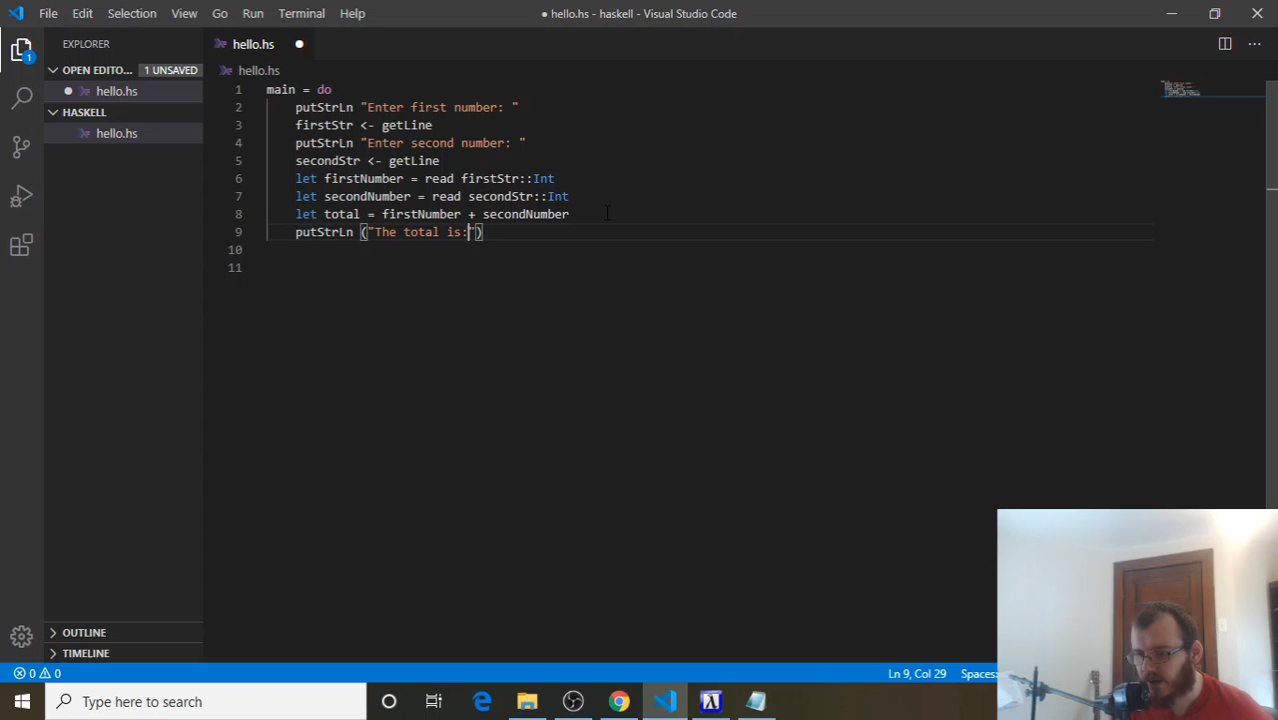 File Edit Selection View Go Run Terminal Help
● hello.hs - haskell - Visual Studio Code
EXPLORER
hello.hs
OPEN EDITO... 1 UNSAVED
hello.hs
hello.hs
HASKELL
hello.hs
1 main = do
2 putStrLn "Enter first number: "
3 firstStr <- getLine
4 putStrLn "Enter second number: "
5 secondStr <- getLine
6 let firstNumber = read firstStr::Int
7 let secondNumber = read secondStr::Int
8 let total = firstNumber + secondNumber
9 putStrLn ("The total is:")
10
11
OUTLINE
TIMELINE
0 0
Ln 9, Col 29 Spaces:
Type here to search
1